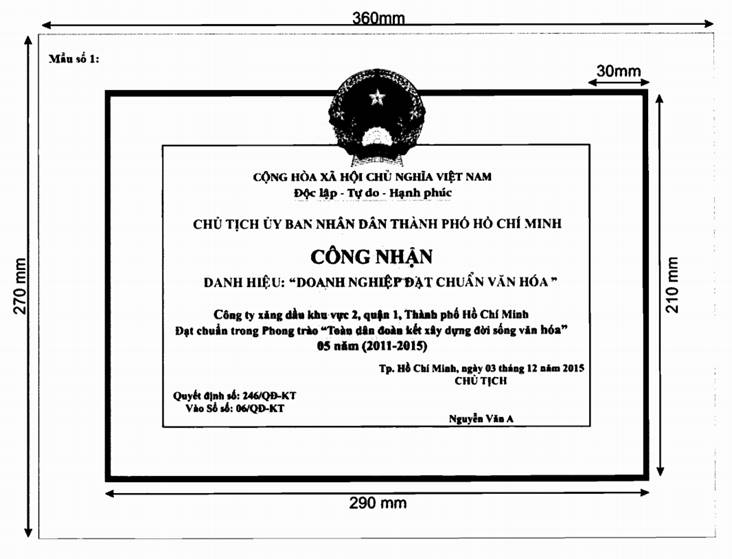 360mm
Mẫu số 1:
30mm
CỘNG HÒA XÃ HỘI CHỦ NGHĨA VIỆT NAM
Độc lập - Tự do - Hạnh phúc
CHỦ TỊCH ỦY BAN NHÂN DÂN THÀNH PHỐ HỒ CHÍ MINH
CÔNG NHẬN
DANH HIỆU: “DOANH NGHIỆP ĐẠT CHUẨN VĂN HÓA”
270 mm
210 mm
Công ty xăng dầu khu vực 2, quận 1, Thành phố Hồ Chí Minh
Đạt chuẩn trong Phong trào “Toàn dân đoàn kết xây dựng đời sống văn hóa”
05 năm (2011-2015)
Tp. Hồ Chí Minh, ngày 03 tháng 12 năm 2015
CHỦ TỊCH
Quyết định số: 246/QĐ-KT
Vào Sổ số: 06/QĐ-KT
Nguyễn Văn A
290 mm